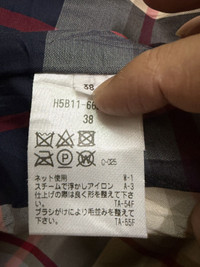 38
38
Q-025
ネット使用 W-1
スチームで浮かしアイロン A-3
仕上げの際は良く形を整えて下
さい。 TA-54F
ブラシがけにより毛並みを整えて
下さい。 TA-55F